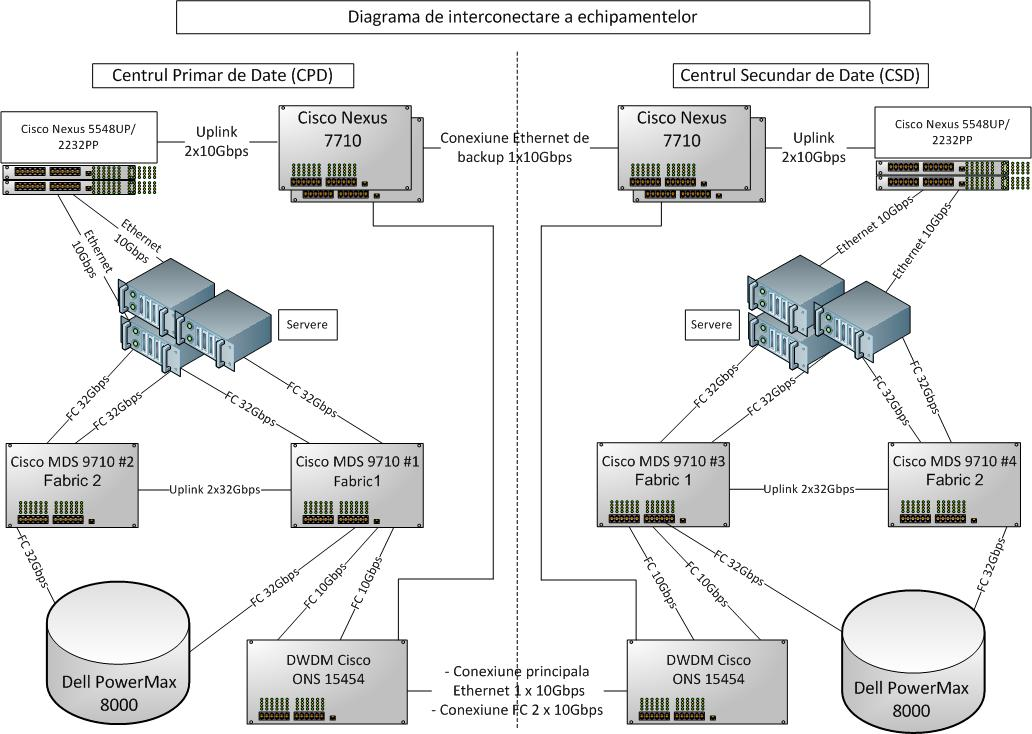 Diagrama de interconectare a echipamentelor
Centrul Primar de Date (CPD)
Centrul Secundar de Date (CSD)
Cisco Nexus 5548UP/
2232PP
Uplink
2x10Gbps
Cisco Nexus
7710
Conexiune Ethernet de
backup 1x10Gbps
Cisco Nexus
7710
Uplink
2x10Gbps
Cisco Nexus 5548UP/
2232PP
Ethernet
10Gbps
Ethernet
10Gbps
Ethernet 10Gbps
Ethernet 10Gbps
Servere
Servere
FC 32Gbps
FC 32Gbps
FC 32Gbps
FC 32Gbps
FC 32Gbps
FC 32Gbps
FC 32Gbps
FC 32Gbps
Cisco MDS 9710 #2
Fabric 2
Uplink 2x32Gbps
Cisco MDS 9710 #1
Fabric1
Cisco MDS 9710 #3
Fabric 1
Uplink 2x32Gbps
Cisco MDS 9710 #4
Fabric 2
FC 32Gbps
FC 32Gbps
FC 10Gbps
FC 10Gbps
FC 10Gbps
FC 10Gbps
FC 32Gbps
FC 32Gbps
Dell PowerMax
8000
DWDM Cisco
ONS 15454
- Conexiune principala
Ethernet 1 x 10Gbps
- Conexiune FC 2 x 10Gbps
DWDM Cisco
ONS 15454
Dell PowerMax
8000